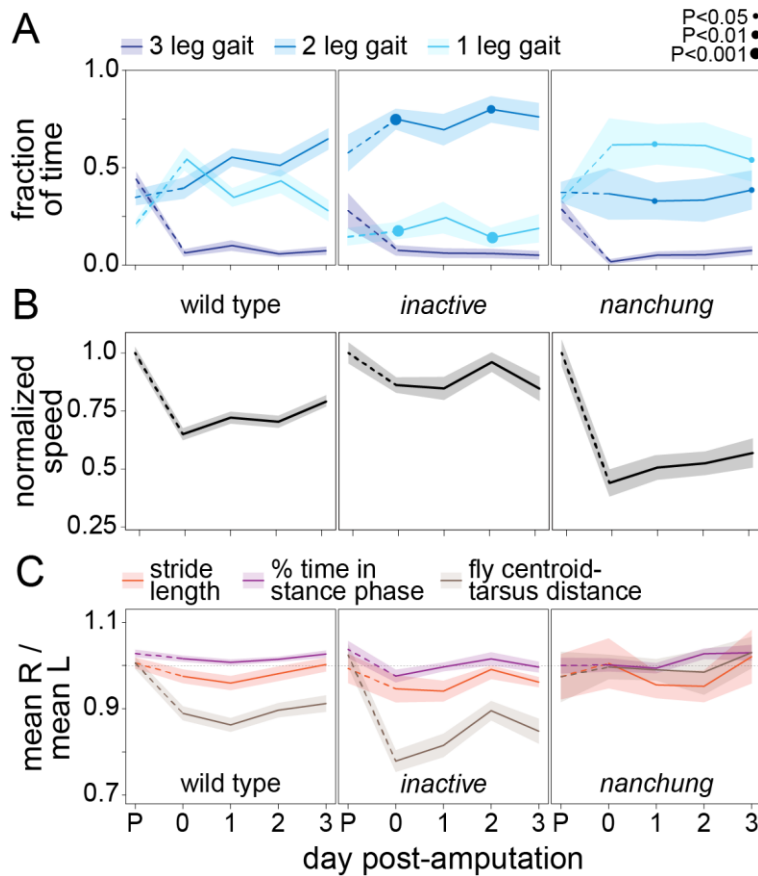 A
3 leg gait 2 leg gait 1 leg gait
P<0.05
P<0.01
P<0.001
fraction
of time
1.0
0.5
0.0
wild type inactive nanchung
B
normalized
speed
1.0
0.75
0.5
0.25
C
stride
length
% time in
stance phase
fly centroid-
tarsus distance
mean R /
mean L
1.1
0.9
0.7
wild type inactive nanchung
P 0 1 2 3 P 0 1 2 3 P 0 1 2 3
day post-amputation